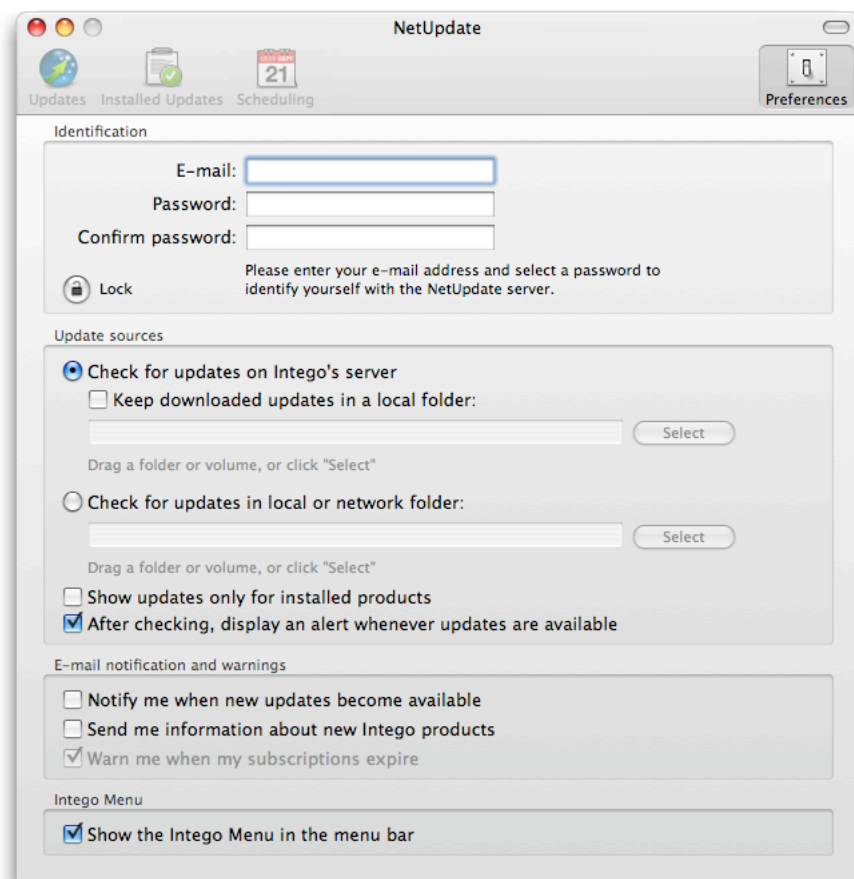 NetUpdate
Updates
Installed Updates
21
Scheduling
Preferences
Identification
E-mail:
Password:
Confirm password:
Please enter your e-mail address and select a password to
identify yourself with the NetUpdate server.
Lock
Update sources
Check for updates on Intego's server
Keep downloaded updates in a local folder:
Select
Drag a folder or volume, or click "Select"
Check for updates in local or network folder:
Select
Drag a folder or volume, or click "Select"
Show updates only for installed products
After checking, display an alert whenever updates are available
E-mail notification and warnings
Notify me when new updates become available
Send me information about new Intego products
Warn me when my subscriptions expire
Intego Menu
Show the Intego Menu in the menu bar